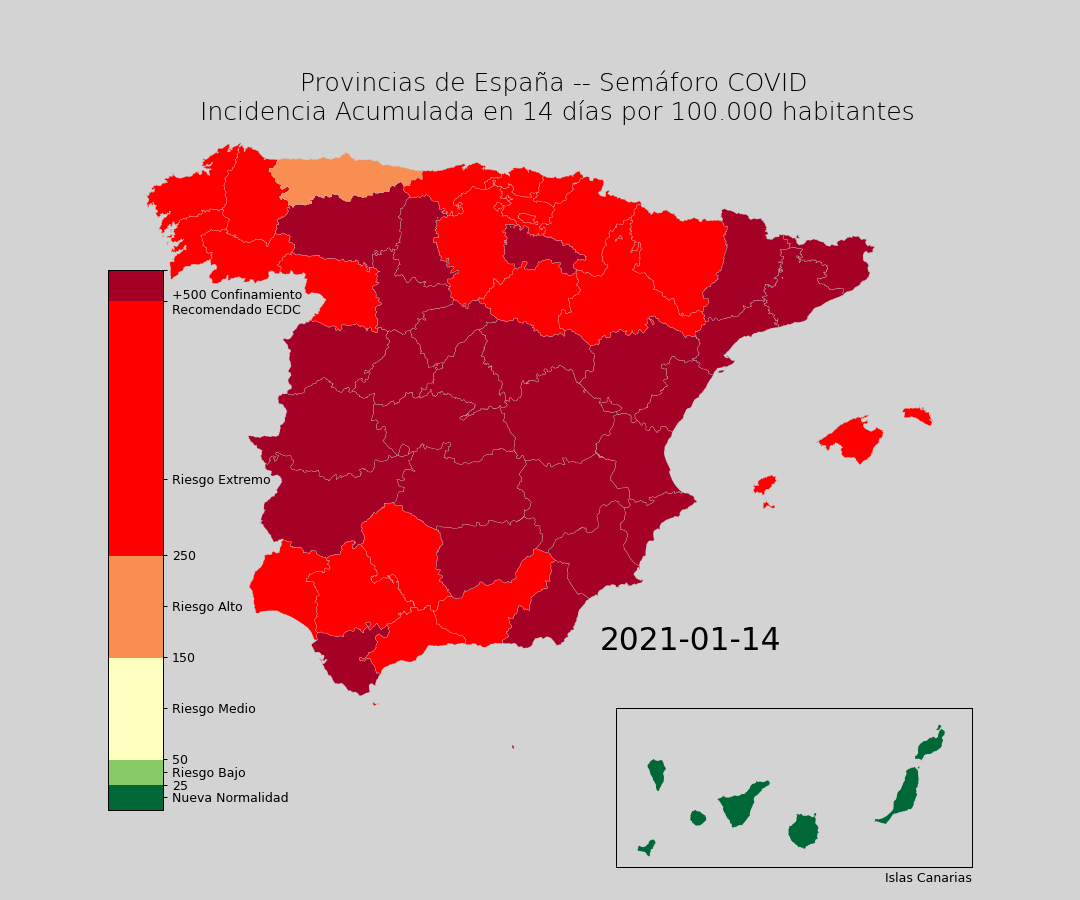 Provincias de España -- Semáforo COVID
Incidencia Acumulada en 14 días por 100.000 habitantes
+500 Confinamiento
Recomendado ECDC
Riesgo Extremo
250
Riesgo Alto
150
Riesgo Medio
50
Riesgo Bajo
25
Nueva Normalidad
2021-01-14
Islas Canarias